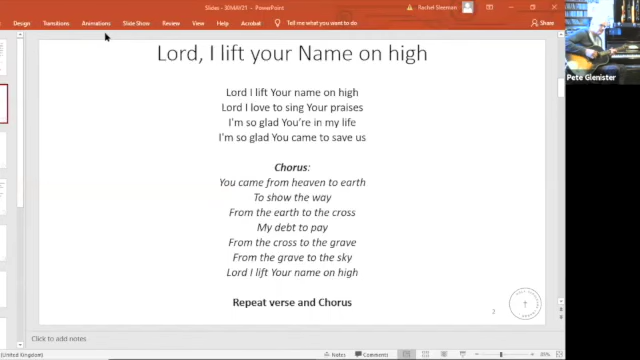 Slides - 30MAY21 - PowerPoint
Rachel Sleeman
Design Transitions Animations Slide Show Review View Help Acrobat Tell me what you want to do Share
Lord, I lift your Name on high
Lord I lift Your name on high
Lord I love to sing Your praises
I'm so glad You're in my life
I'm so glad You came to save us
Chorus:
You came from heaven to earth
To show the way
From the earth to the cross
My debt to pay
From the cross to the grave
From the grave to the sky
Lord I lift Your name on high
Repeat verse and Chorus
2
Click to add notes
(United Kingdom) Notes Comments 89%
Pete Glenister